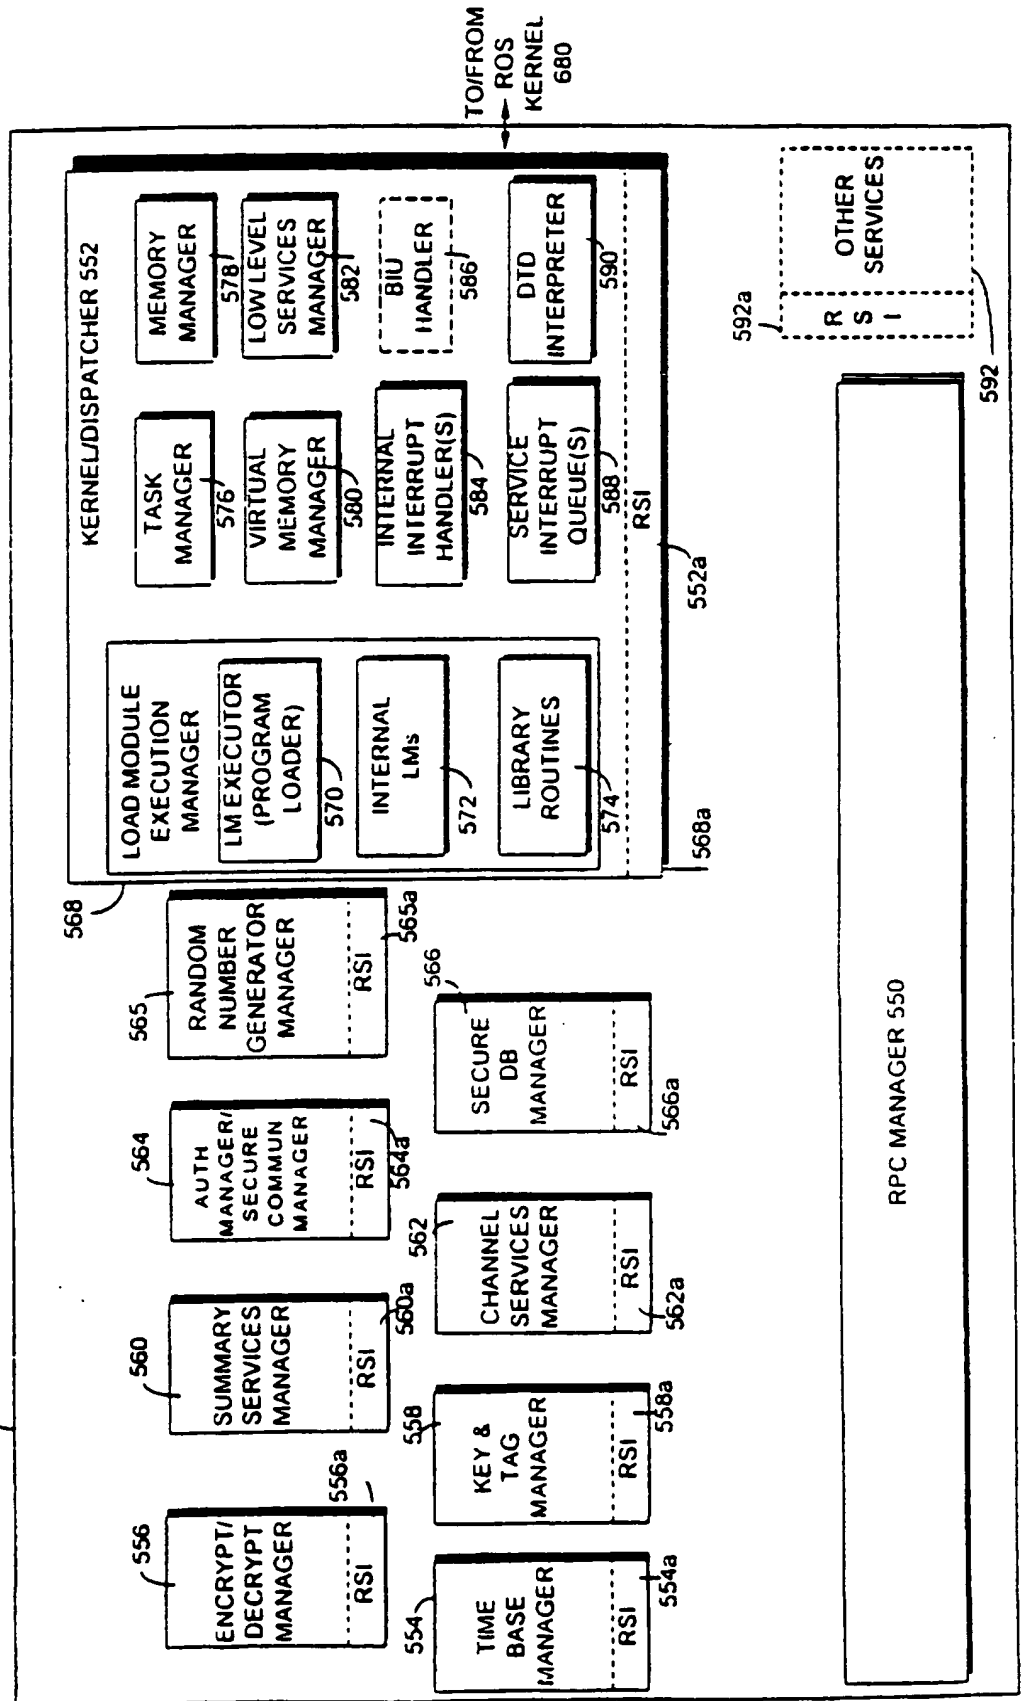 KERNEL/DISPATCHER 552
TO/FROM
ROS
KERNEL
680
568
LOAD MODULE
EXECUTION
MANAGER
LM EXECUTOR
(PROGRAM
LOADER)
570
INTERNAL
LMs
572
LIBRARY
ROUTINES
574
568a
TASK
MANAGER
576
MEMORY
MANAGER
578
VIRTUAL
MEMORY
MANAGER
580
LOW LEVEL
SERVICES
MANAGER
582
INTERNAL
INTERRUPT
HANDLER(S)
584
BIU
HANDLER
586
SERVICE
INTERRUPT
QUEUE(S)
588
DTD
INTERPRETER
590
RSI
552a
556
ENCRYPT/
DECRYPT
MANAGER
RSI
556a
560
SUMMARY
SERVICES
MANAGER
RSI
560a
564
AUTH
MANAGER/
SECURE
COMMUN
MANAGER
RSI
564a
565
RANDOM
NUMBER
GENERATOR
MANAGER
RSI
565a
554
TIME
BASE
MANAGER
RSI
554a
558
KEY &
TAG
MANAGER
RSI
558a
562
CHANNEL
SERVICES
MANAGER
RSI
562a
566
SECURE
DB
MANAGER
RSI
566a
592a
R
S
I
OTHER
SERVICES
592
RPC MANAGER 550